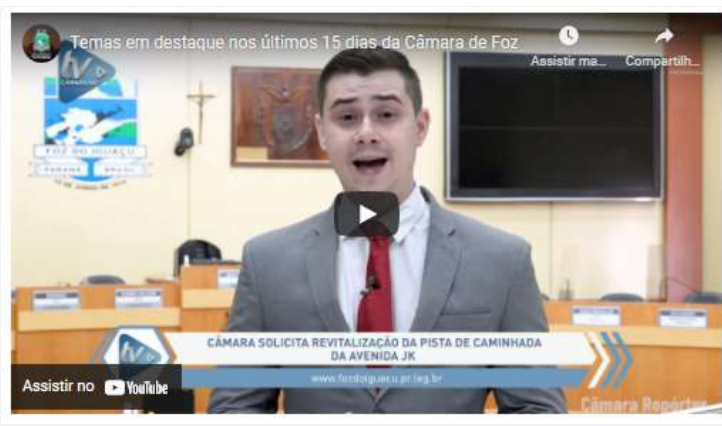 Temas em destaque nos últimos 15 dias da Câmara de Foz
Assistir ma...
Compartilh...
tv
FOZ DO IGUAÇU
PARANÁ BRASIL
tv
CÂMARA SOLICITA REVITALIZAÇÃO DA PISTA DE CAMINHADA
DA AVENIDA JK
www.fozdoiguacu.pr.leg.br
Assistir no YouTube
Câmara Repórter